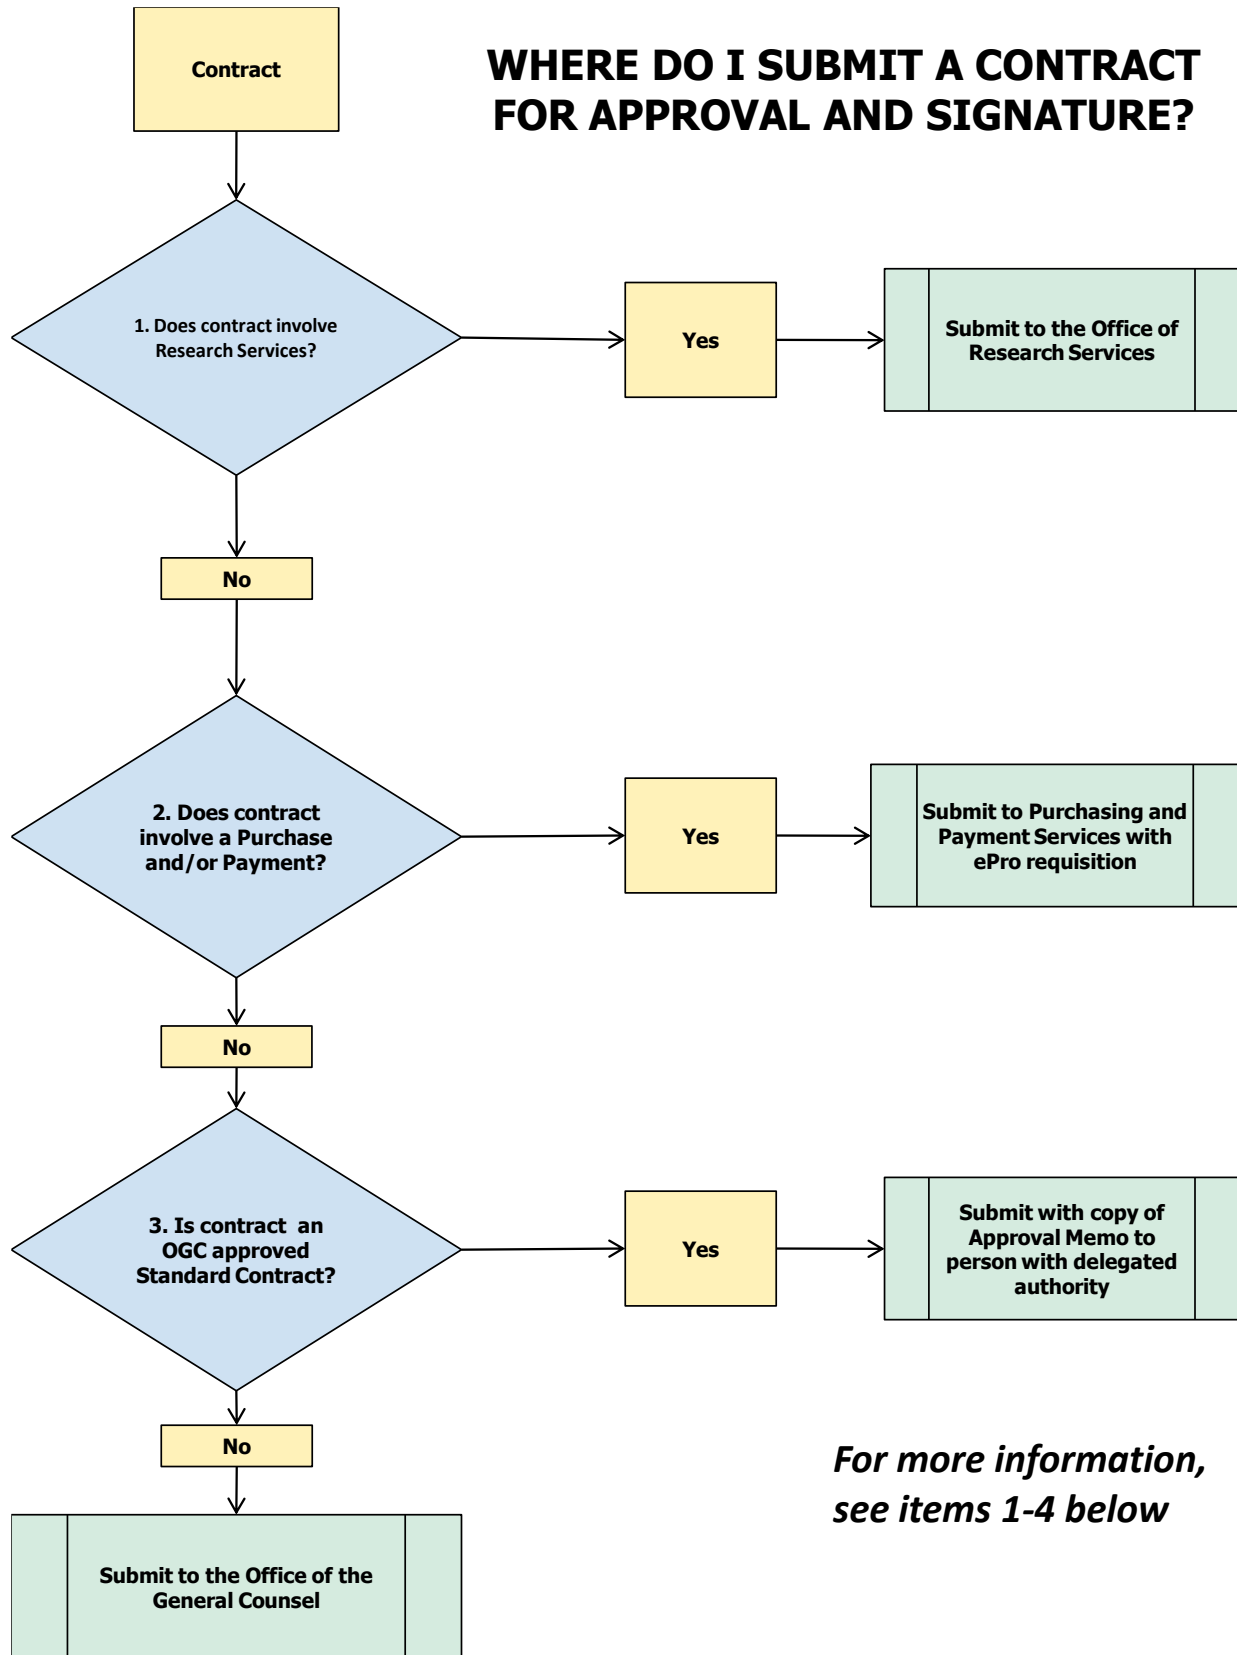 Contract
WHERE DO I SUBMIT A CONTRACT
FOR APPROVAL AND SIGNATURE?
1. Does contract involve
Research Services?
Yes
Submit to the Office of
Research Services
No
2. Does contract
involve a Purchase
and/or Payment?
Yes
Submit to Purchasing and
Payment Services with
ePro requisition
No
3. Is contract an
OGC approved
Standard Contract?
Yes
Submit with copy of
Approval Memo to
person with delegated
authority
No
For more information,
see items 1-4 below
Submit to the Office of the
General Counsel